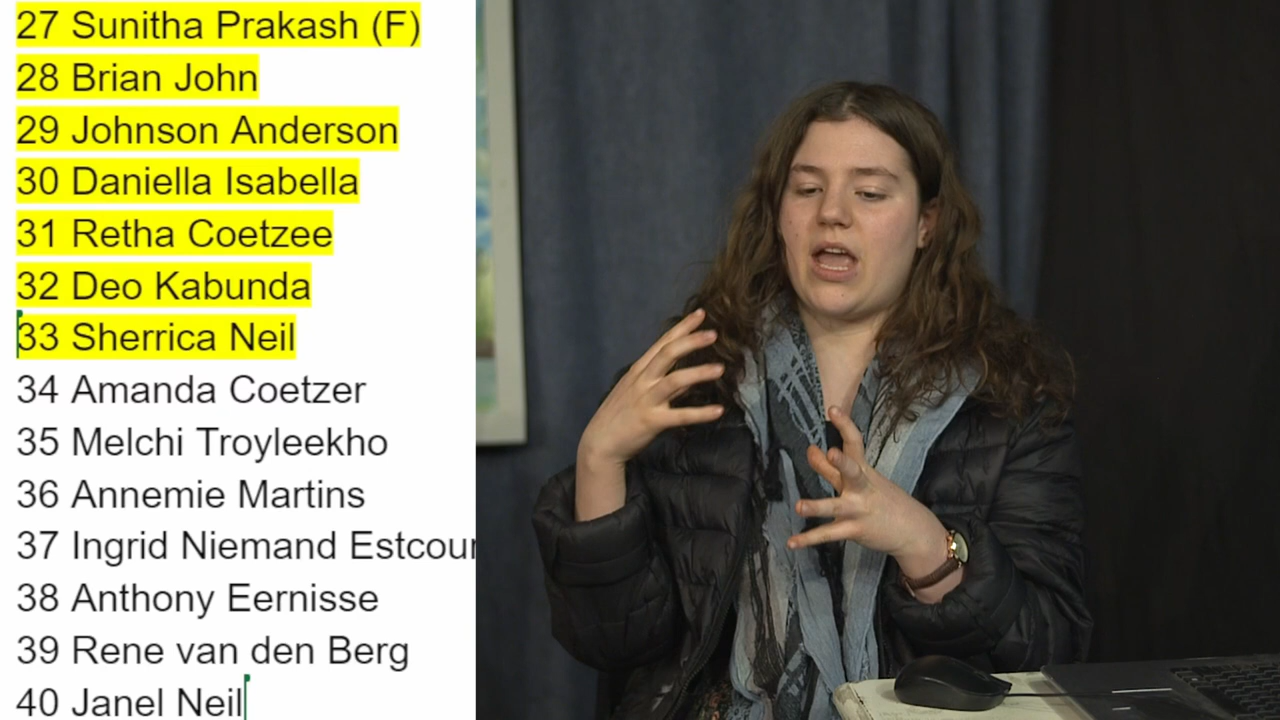 27 Sunitha Prakash (F)
28 Brian John
29 Johnson Anderson
30 Daniella Isabella
31 Retha Coetzee
32 Deo Kabunda
33 Sherrica Neil
34 Amanda Coetzer
35 Melchi Troyleekho
36 Annemie Martins
37 Ingrid Niemand
38 Anthony Eernisse
39 Rene van den Berg
40 Janel Neil